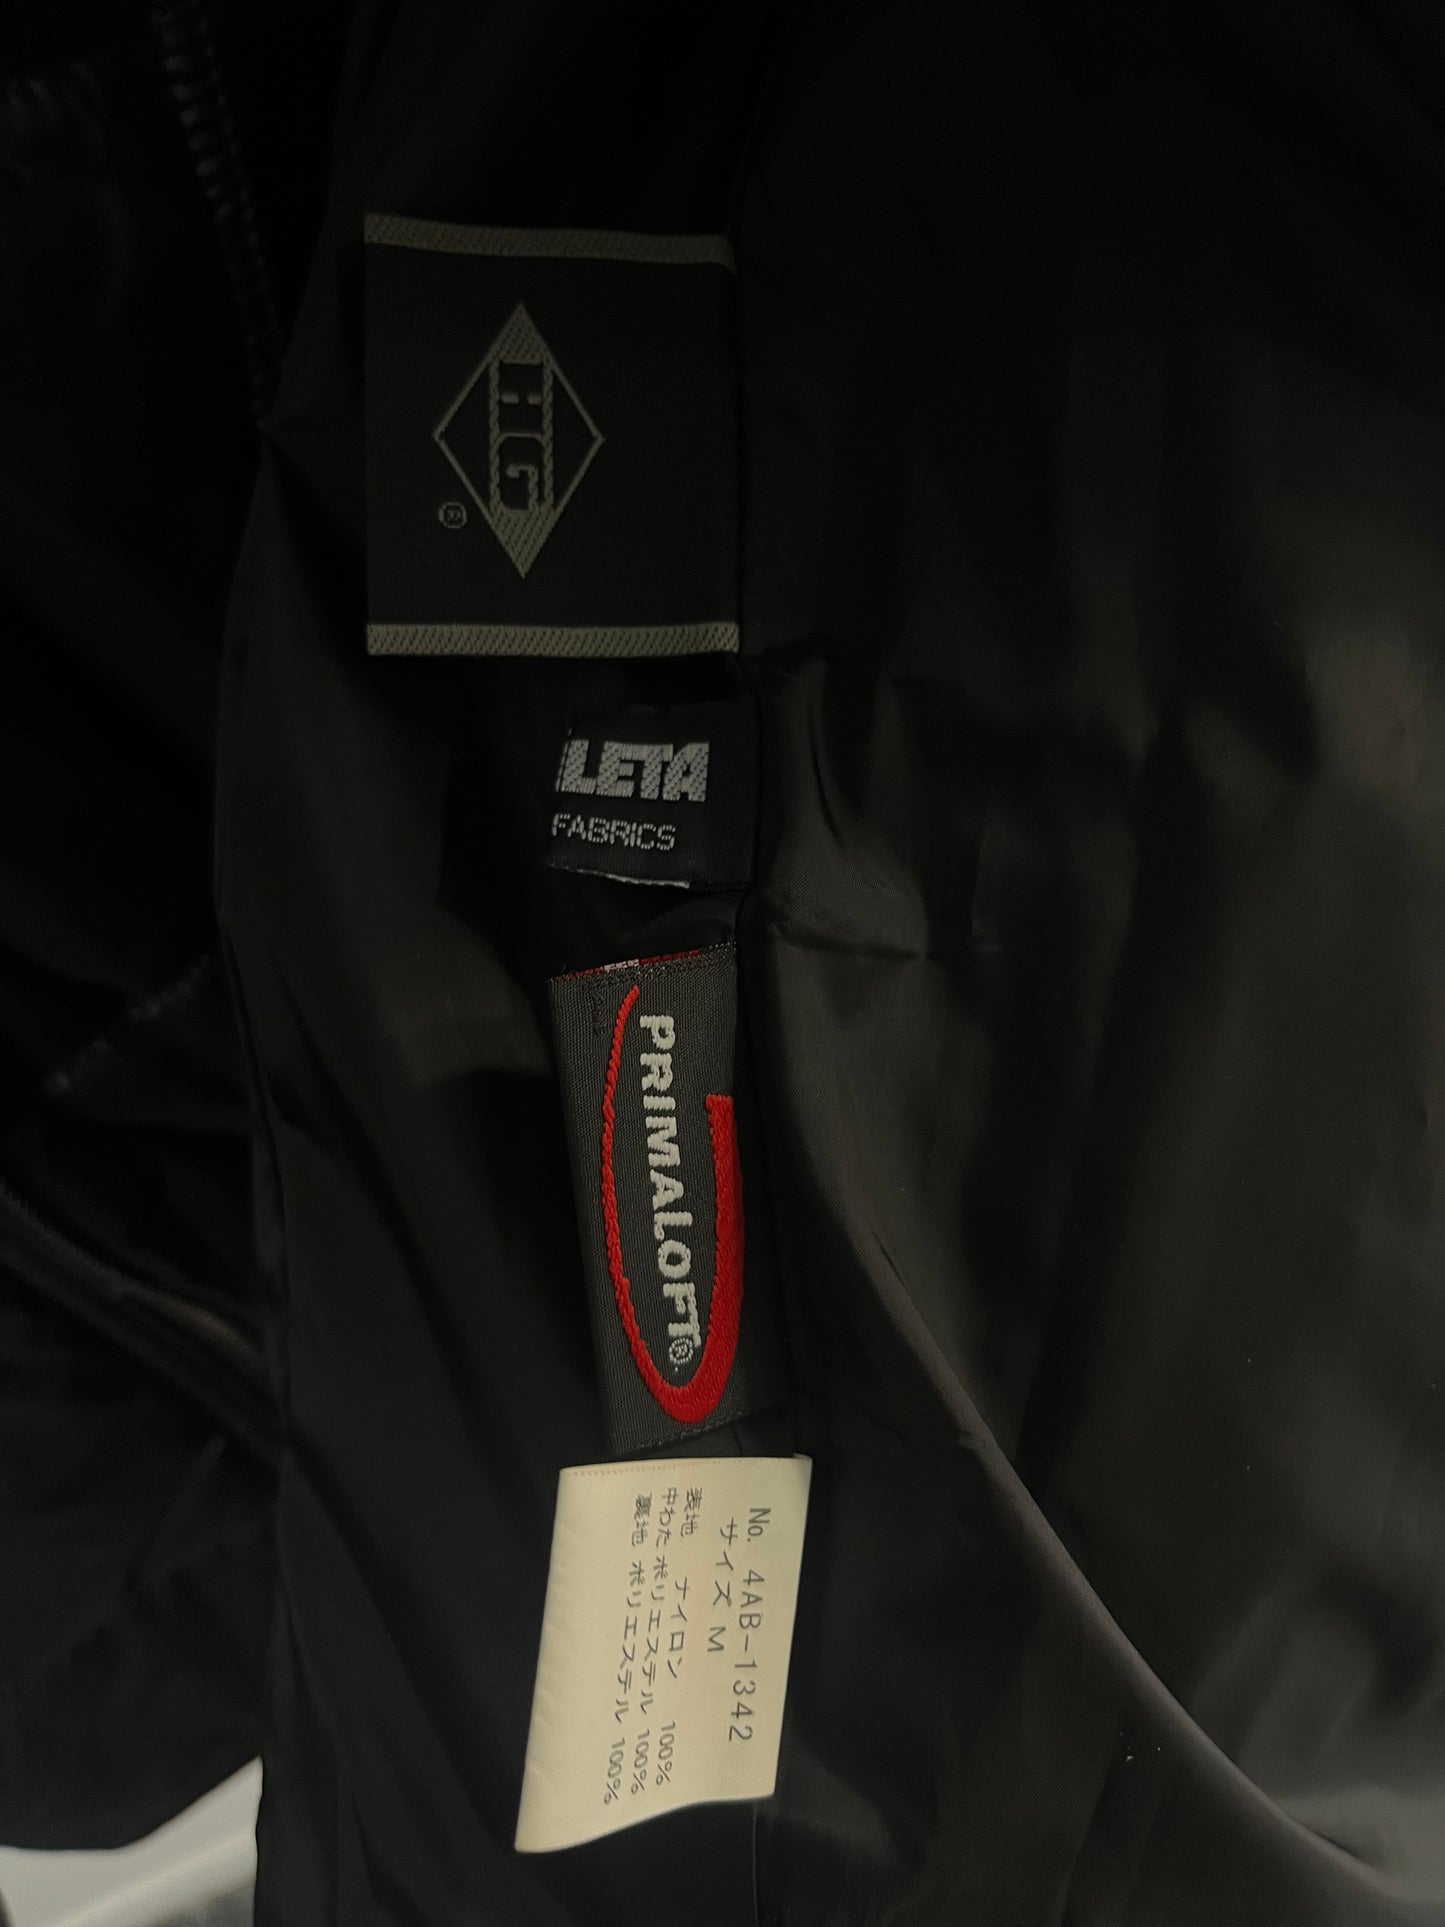 HG
®
LETA
FABRICS
PRIMALOFT®
No. 4AB-1342
サイズ M
表地 ナイロン 100%
中わた ポリエステル 100%
裏地 ポリエステル 100%